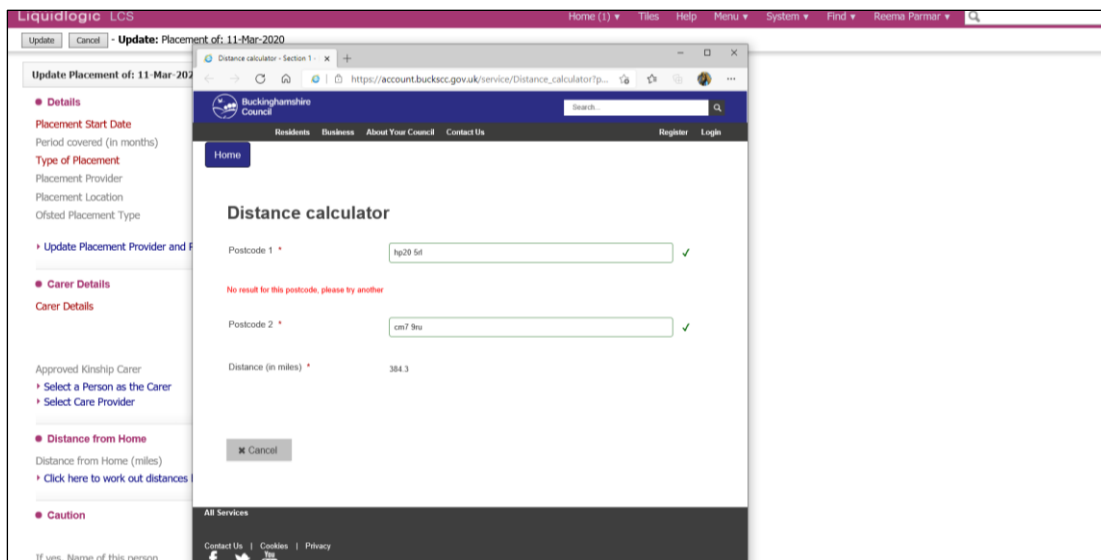 Liquidlogic LCS Home (1) ▾ Tiles Help Menu ▾ System ▾ Find ▾ Reema Parmar ▾
Update Cancel - Update: Placement of: 11-Mar-2020
Update Placement of: 11-Mar-202
Details
Placement Start Date
Period covered (in months)
Type of Placement
Placement Provider
Placement Location
Ofsted Placement Type
Update Placement Provider and
Carer Details
Carer Details
Approved Kinship Carer
Select a Person as the Carer
Select Care Provider
Distance from Home
Distance from Home (miles)
Click here to work out distances
Caution
If yes, Name of this person
Distance calculator - Section 1 -
https://account.buckscc.gov.uk/service/Distance_calculator?p...
Buckinghamshire
Council
Search...
Residents Business About Your Council Contact Us Register Login
Home
Distance calculator
Postcode 1 *
hp20
No result for this postcode, please try another
Postcode 2 *
cm7 9ru
Distance (in miles) *
384.3
✖ Cancel
All Services
Contact Us | Cookies | Privacy
You